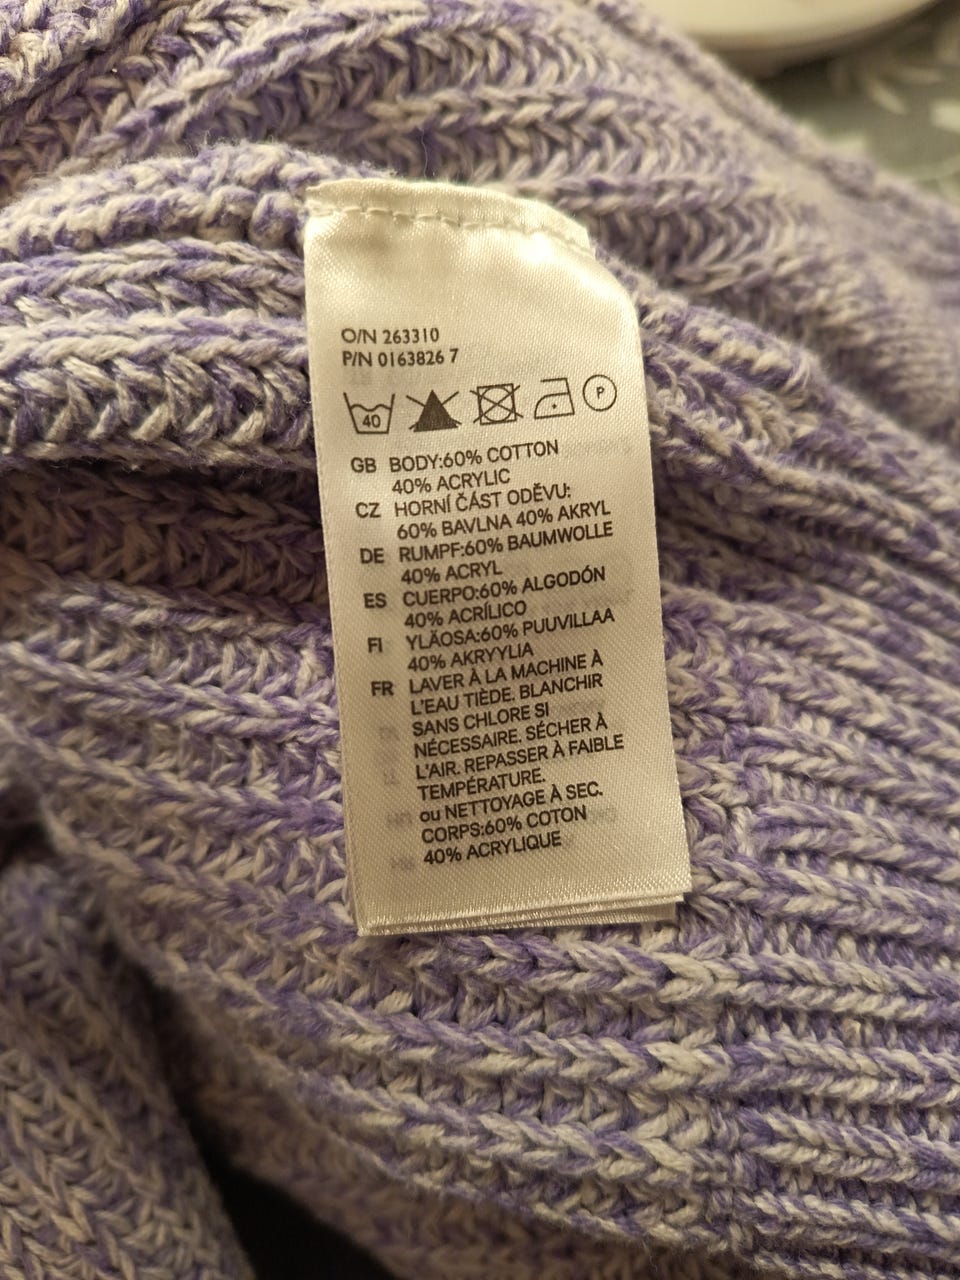 O/N 263310
P/N 0163826 7
40 P
GB BODY:60% COTTON
40% ACRYLIC
CZ HORNÍ ČÁST ODĚVU:
60% BAVLNA 40% AKRYL
DE RUMPF:60% BAUMWOLLE
40% ACRYL
ES CUERPO:60% ALGODÓN
40% ACRÍLICO
FI YLÄOSA:60% PUUVILLAA
40% AKRYYLIA
FR LAVER À LA MACHINE À
L'EAU TIÈDE. BLANCHIR
SANS CHLORE SI
NÉCESSAIRE. SÉCHER À
L'AIR. REPASSER À FAIBLE
TEMPÉRATURE.
ou NETTOYAGE À SEC.
CORPS:60% COTON
40% ACRYLIQUE